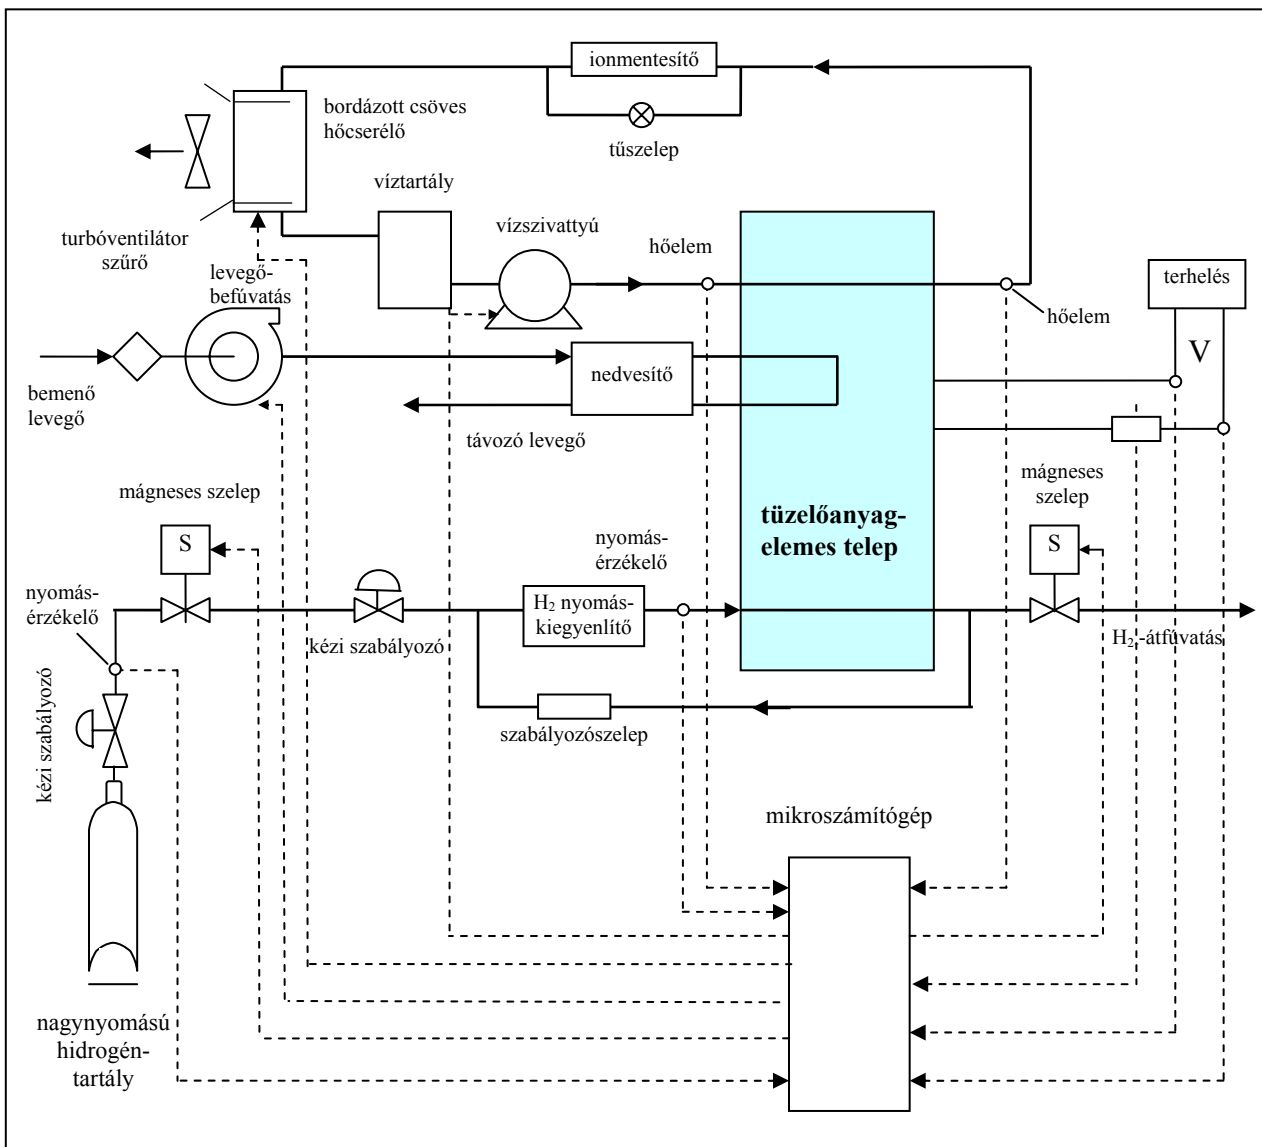 ionmentesítő
bordázott csöves
hőcserélő
tűszelep
víztartály
vízszivattyú
turbóventilátor
szűrő
hőelem
levegő-
befúvatás
terhelés
hőelem
V
nedvesítő
bemenő
levegő
távozó levegő
mágneses szelep
mágneses
szelep
tüzelőanyag-
elemes telep
S
nyomás-
érzékelő
S
nyomás-
érzékelő
H₂ nyomás-
kiegyenlítő
kézi szabályozó
H₂-átfúvatás
kézi szabályozó
szabályozószelep
mikroszámítógép
nagynyomású
hidrogén-
tartály